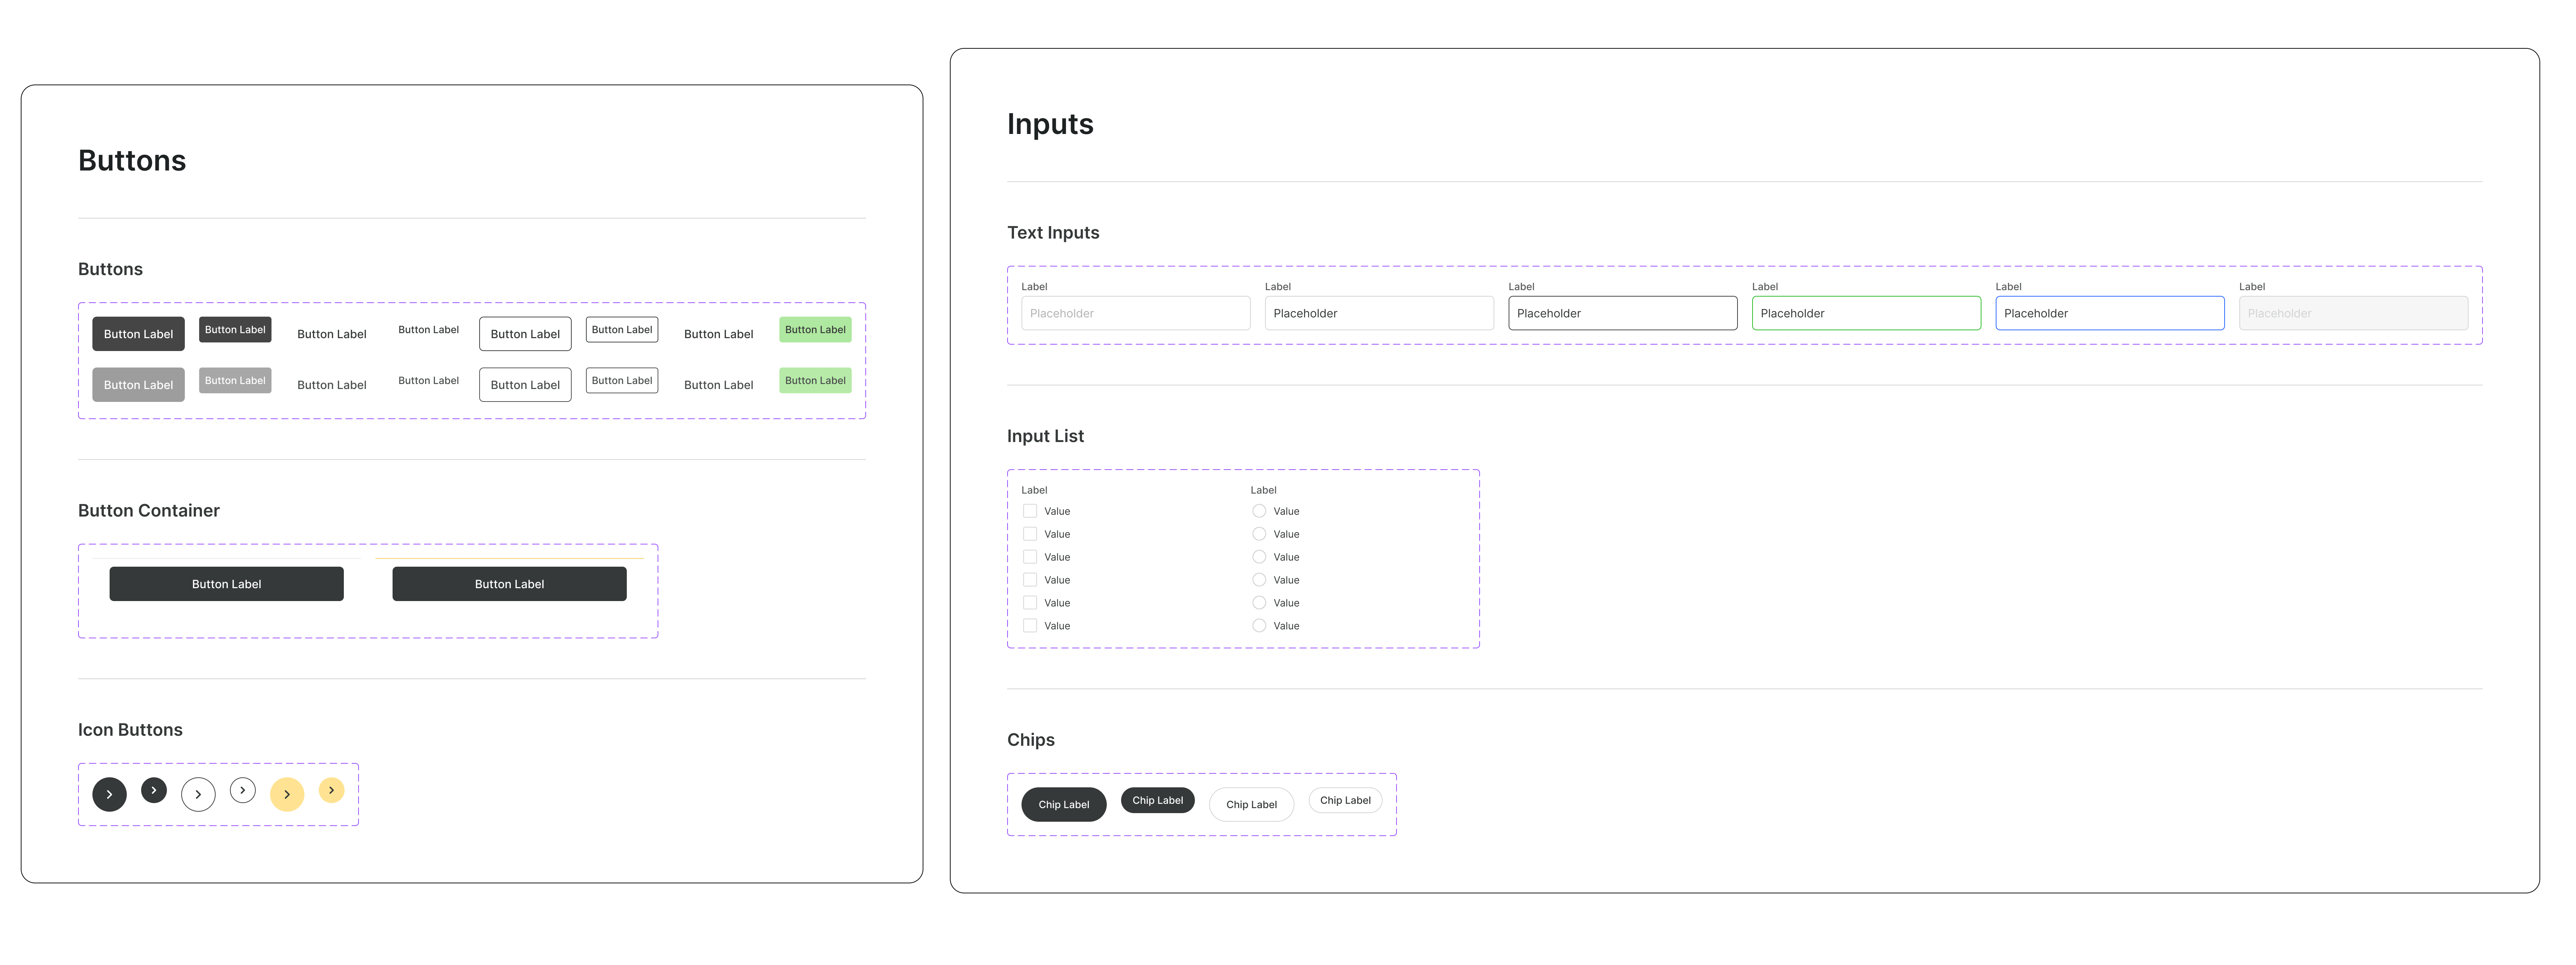 Buttons
Buttons
Button Label Button Label Button Label Button Label Button Label Button Label Button Label Button Label
Button Label Button Label Button Label Button Label Button Label Button Label Button Label Button Label
Button Container
Button Label Button Label
Icon Buttons
Inputs
Text Inputs
Label Label Label Label Label Label
Placeholder Placeholder Placeholder Placeholder Placeholder Placeholder
Input List
Label Label
Value Value
Value Value
Value Value
Value Value
Value Value
Value Value
Chips
Chip Label Chip Label Chip Label Chip Label